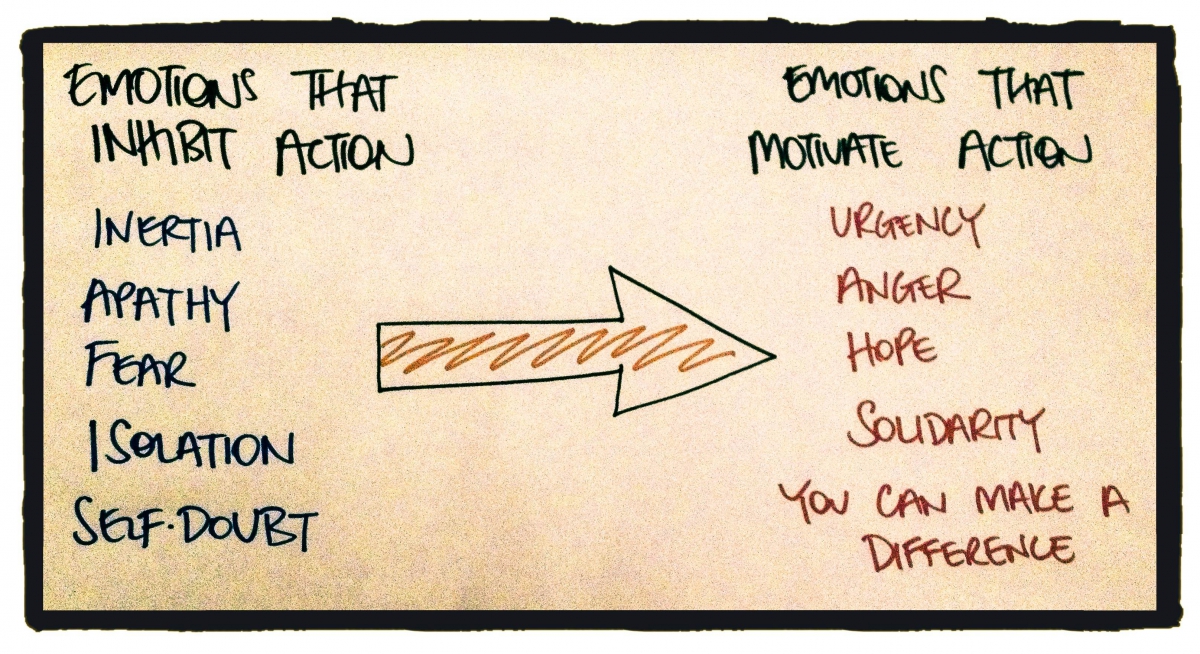 EMOTIONS THAT
INHIBIT ACTION
INERTIA
APATHY
FEAR
ISOLATION
SELF-DOUBT
EMOTIONS THAT
MOTIVATE ACTION
URGENCY
ANGER
HOPE
SOLIDARITY
YOU CAN MAKE A
DIFFERENCE